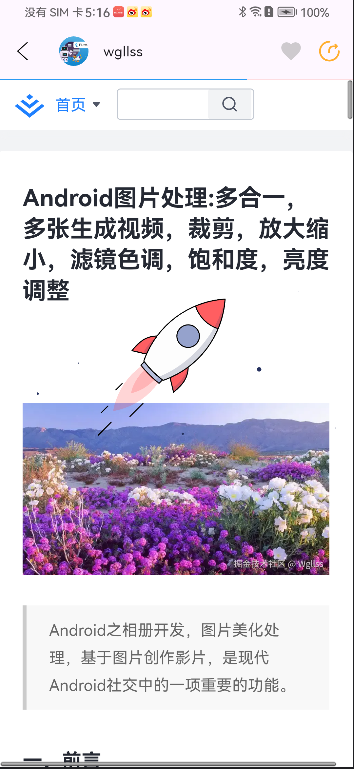 没有 SIM 卡 5:16
100%
wgllss
首页
Android图片处理:多合一，
多张生成视频，裁剪，放大缩
小，滤镜色调，饱和度，亮度
调整
掘金技术社区 @ Wgllss
Android之相册开发，图片美化处
理，基于图片创作影片，是现代
Android社交中的一项重要的功能。
一、前言